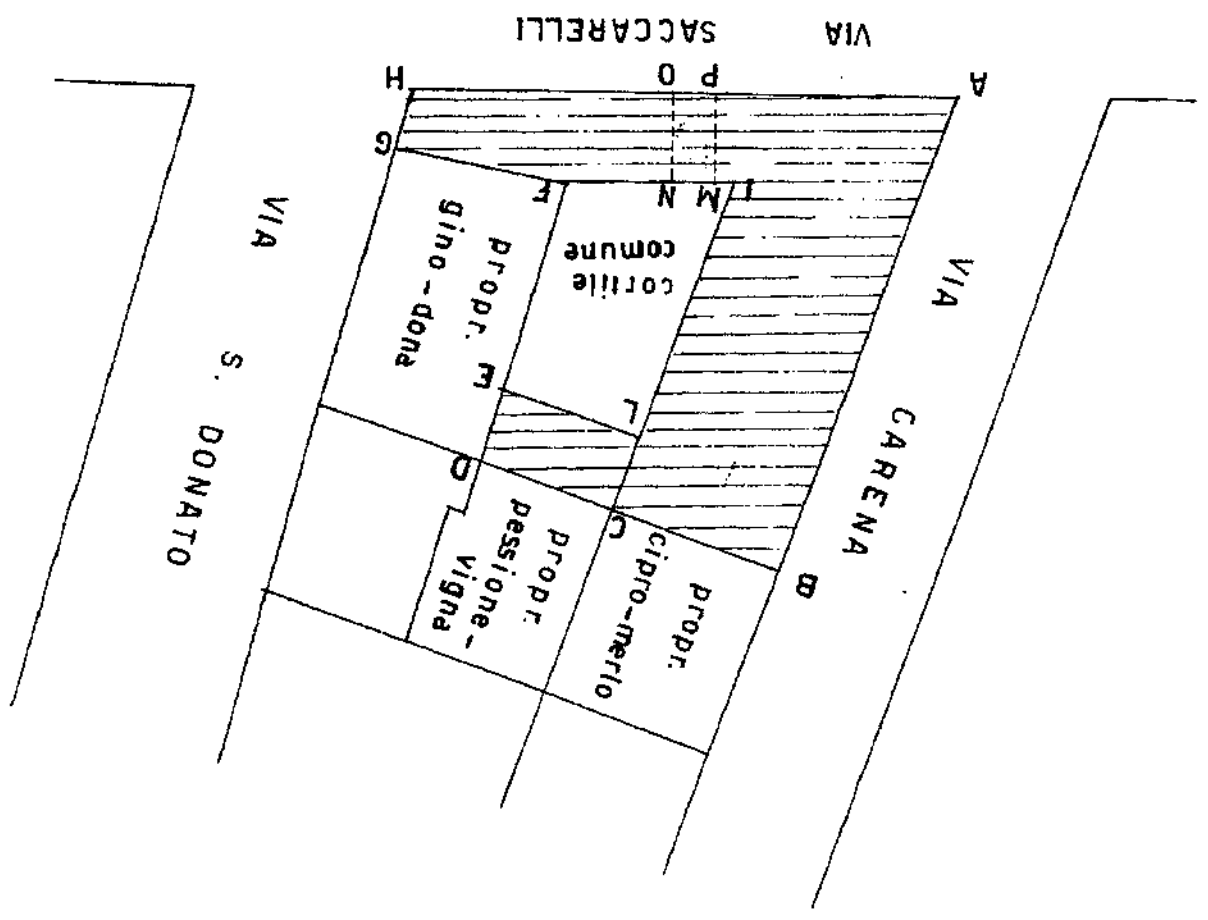 VIA SACCARELLI
A
P O
H
G
I M N F
cortile
comune
propr.
gino-dona
VIA S. DONATO
VIA CARENA
E
L
D
C
B
propr.
pessione-
vigna
propr.
cipro-merlo